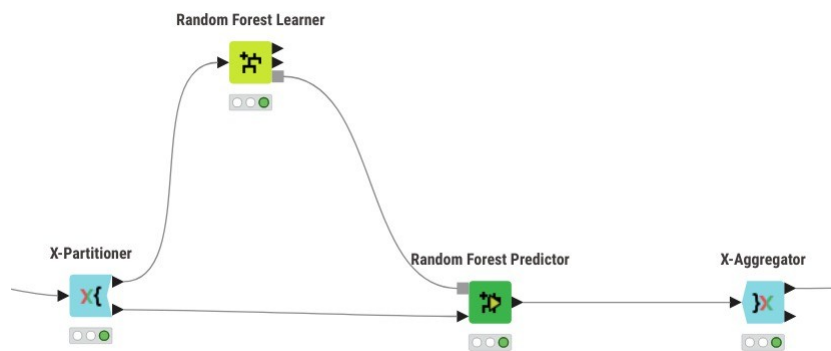 Random Forest Learner
X-Partitioner
Random Forest Predictor
X-Aggregator
X{
}X